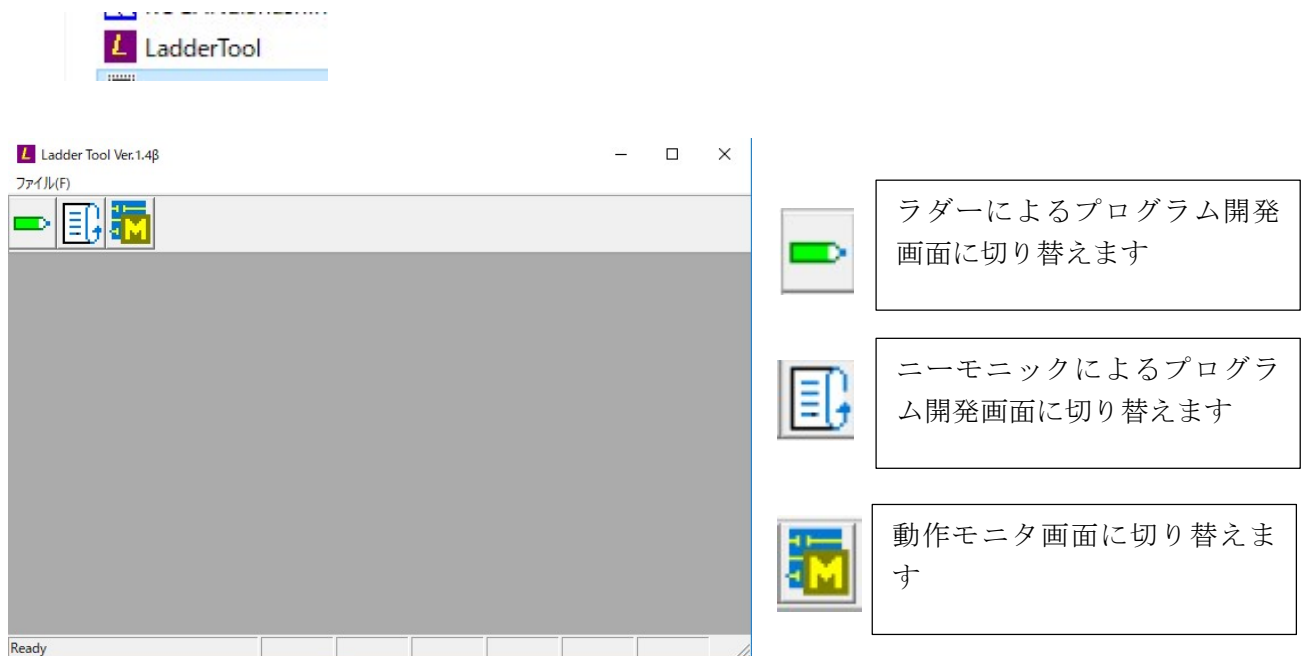 LadderTool
Ladder Tool Ver.1.4β
ファイル(F)
ラダーによるプログラム開発
画面に切り替えます
ニーモニックによるプログラ
ム開発画面に切り替えます
動作モニタ画面に切り替えま
す
Ready